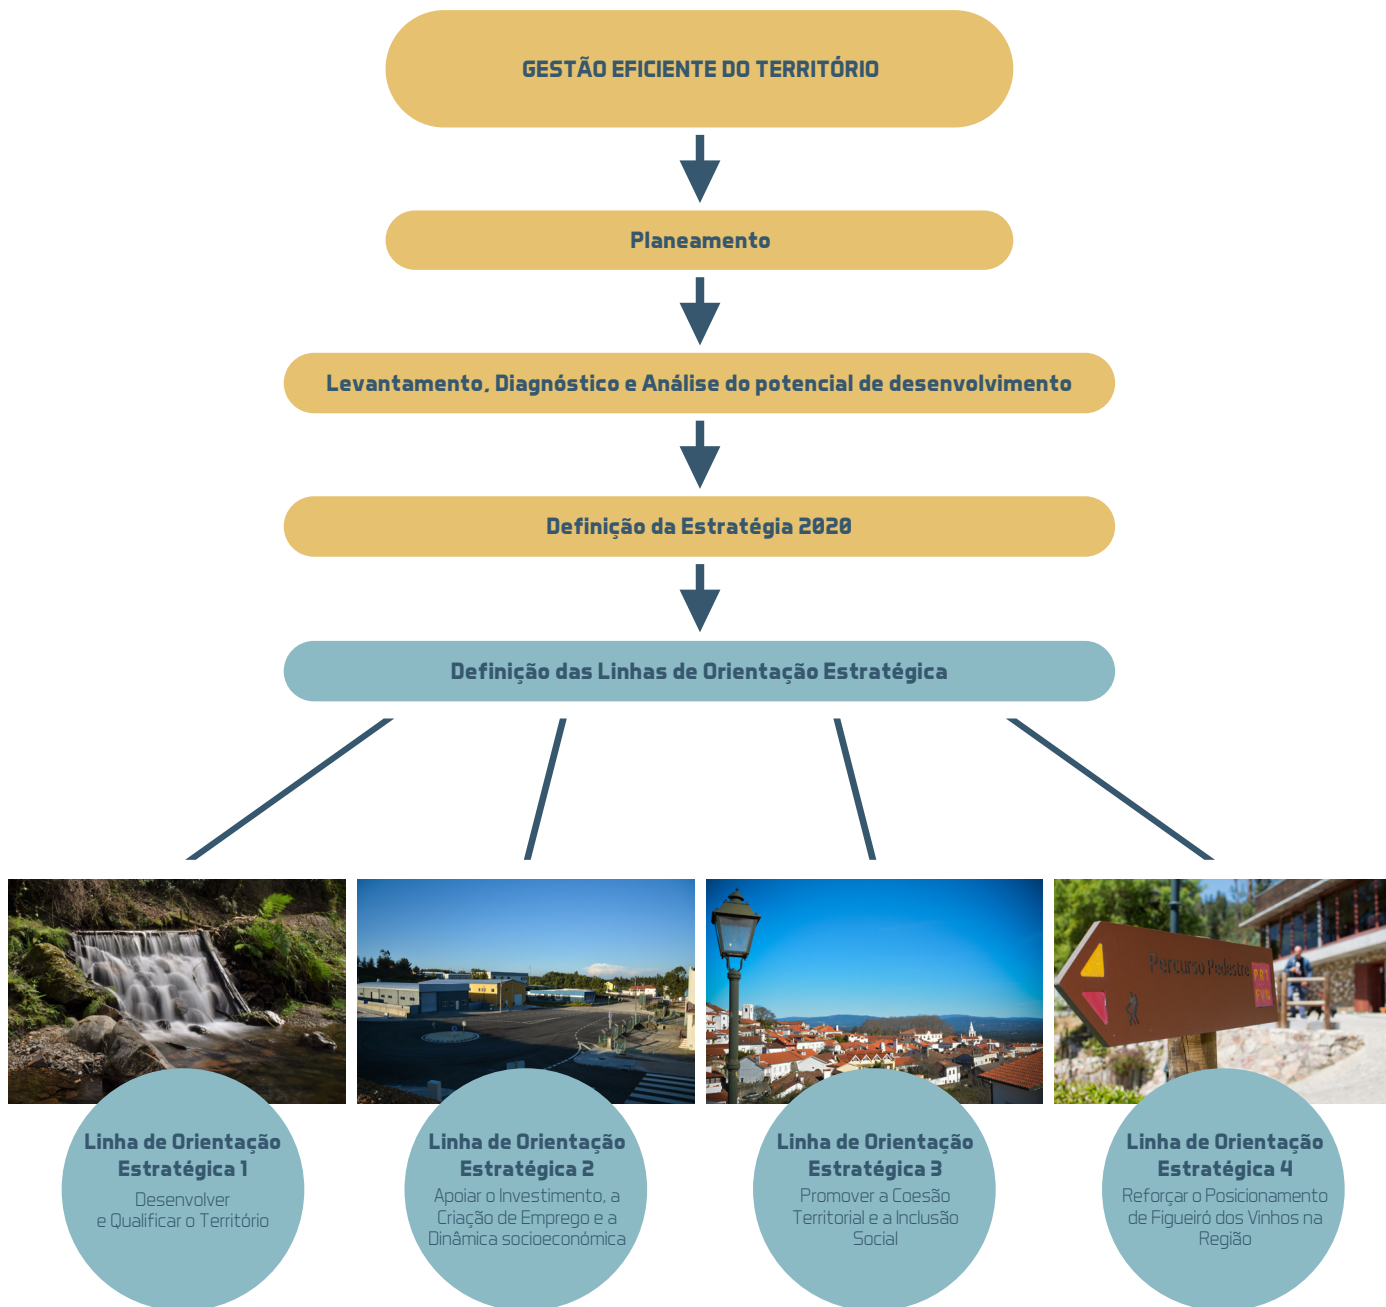 GESTÃO EFICIENTE DO TERRITÓRIO
Planeamento
Levantamento, Diagnóstico e Análise do potencial de desenvolvimento
Definição da Estratégia 2020
Definição das Linhas de Orientação Estratégica
Percurso Pedestre
PR1
FVN
Linha de Orientação
Estratégica 1
Desenvolver
e Qualificar o Território
Linha de Orientação
Estratégica 2
Apoiar o Investimento, a
Criação de Emprego e a
Dinâmica socioeconómica
Linha de Orientação
Estratégica 3
Promover a Coesão
Territorial e a Inclusão
Social
Linha de Orientação
Estratégica 4
Reforçar o Posicionamento
de Figueiró dos Vinhos na
Região